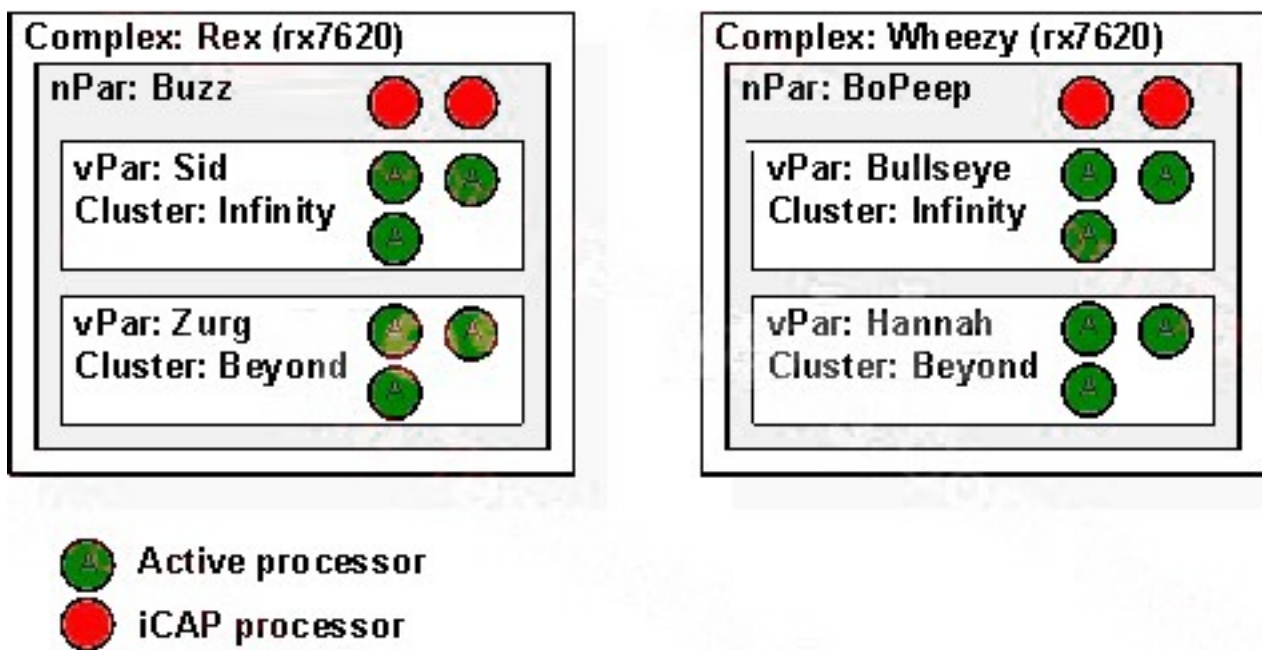 Complex: Rex (rx7620)
nPar: Buzz
vPar: Sid
Cluster: Infinity
A A
A
vPar: Zurg
Cluster: Beyond
A A
A
Complex: Wheezy (rx7620)
nPar: BoPeep
vPar: Bullseye
Cluster: Infinity
A A
A
vPar: Hannah
Cluster: Beyond
A A
A
A Active processor
iCAP processor